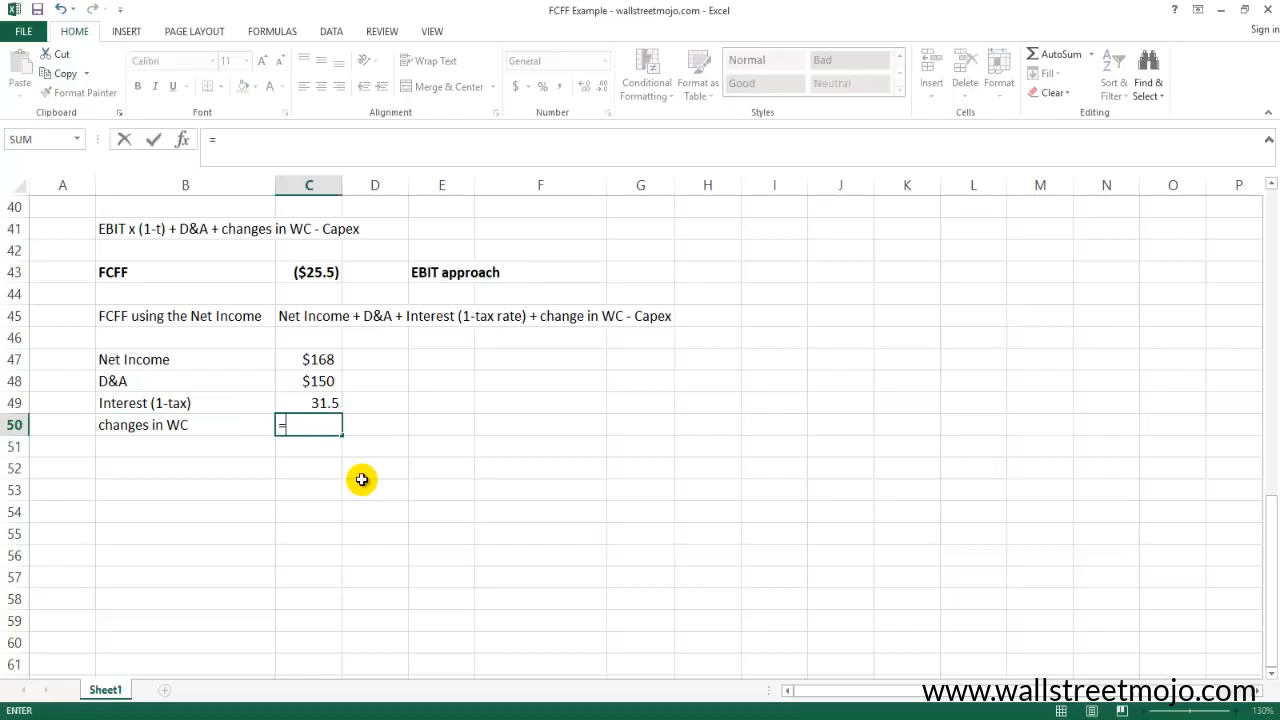 FCFF Example - wallstreetmojo.com - Excel
?
Sign in
FILE HOME INSERT PAGE LAYOUT FORMULAS DATA REVIEW VIEW
Paste
Cut
Copy
Format Painter
Clipboard
Calibri
B I U
Font
Wrap Text
Merge & Center
Alignment
General
$ % ,
Number
Conditional Formatting
Format as Table
Normal Bad
Good Neutral
Styles
Insert Delete Format
Cells
AutoSum
Fill
Clear
Sort & Filter
Find & Select
Editing
SUM
fx
=
A B C D E F G H I J K L M N O P
40
41 EBIT x (1-t) + D&A + changes in WC - Capex
42
43 FCFF ($25.5) EBIT approach
44
45 FCFF using the Net Income Net Income + D&A + Interest (1-tax rate) + change in WC - Capex
46
47 Net Income $168
48 D&A $150
49 Interest (1-tax) 31.5
50 changes in WC =
51
52
53
54
55
56
57
58
59
60
61
Sheet1
www.wallstreetmojo.com
ENTER
130%